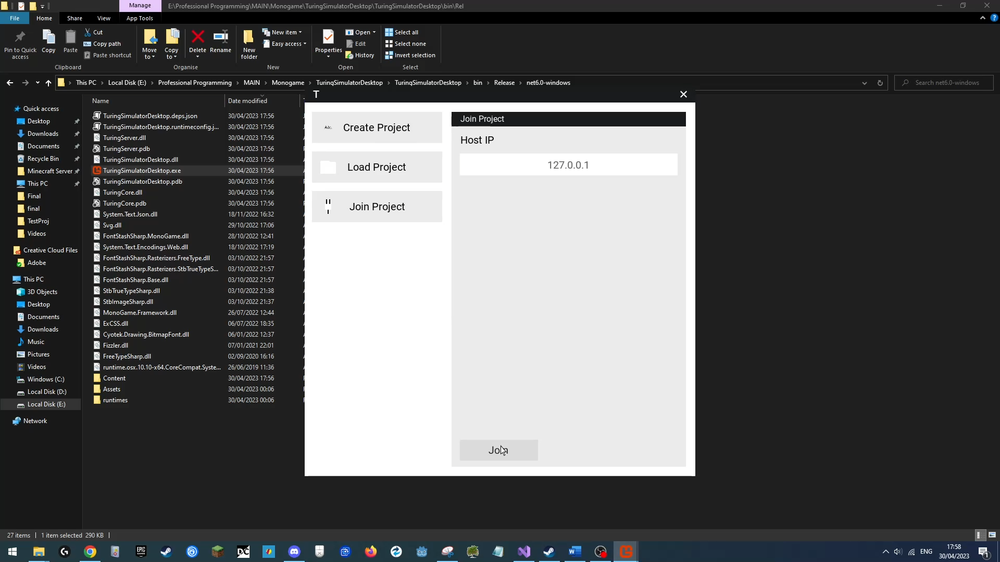 Manage
E:\Professional Programming\MAIN\Monogame\TuringSimulatorDesktop\TuringSimulatorDesktop\bin\Rel
File
Home
Share
View
App Tools
Pin to Quick access
Copy
Paste
Cut
Copy path
Paste shortcut
Move to
Copy to
Delete
Rename
New folder
New item
Easy access
Properties
Open
Edit
History
Select all
Select none
Invert selection
Clipboard
Organise
New
Open
Select
This PC > Local Disk (E:) > Professional Programming > MAIN > Monogame > TuringSimulatorDesktop > TuringSimulatorDesktop > bin > Release > net6.0-windows
Search net6.0-windows
Quick access
Desktop
Downloads
Documents
Recycle Bin
Minecraft Server
This PC
Final
final
TestProj
Videos
Creative Cloud Files
Adobe
This PC
3D Objects
Desktop
Documents
Downloads
Music
Pictures
Videos
Windows (C:)
Local Disk (D:)
Local Disk (E:)
Network
Name
Date modified
TuringSimulatorDesktop.deps.json 30/04/2023 17:56
TuringSimulatorDesktop.runtimeconfig.j... 30/04/2023 17:56
TuringServer.dll 30/04/2023 17:56
TuringServer.pdb 30/04/2023 17:56
TuringSimulatorDesktop.dll 30/04/2023 17:56
TuringSimulatorDesktop.exe 30/04/2023 17:56
TuringSimulatorDesktop.pdb 30/04/2023 17:56
TuringCore.dll 30/04/2023 17:56
TuringCore.pdb 30/04/2023 17:56
System.Text.Json.dll 18/11/2022 16:32
Svg.dll 29/10/2022 17:06
FontStashSharp.MonoGame.dll 28/10/2022 12:41
System.Text.Encodings.Web.dll 18/10/2022 17:19
FontStashSharp.Rasterizers.FreeType.dll 03/10/2022 21:57
FontStashSharp.Rasterizers.StbTrueTypeS... 03/10/2022 21:57
FontStashSharp.Base.dll 03/10/2022 21:57
StbTrueTypeSharp.dll 03/10/2022 21:38
StbImageSharp.dll 03/10/2022 21:37
MonoGame.Framework.dll 26/07/2022 12:44
ExCSS.dll 06/07/2022 18:35
Cyotek.Drawing.BitmapFont.dll 06/01/2022 12:37
Fizzler.dll 07/01/2021 22:01
FreeTypeSharp.dll 02/09/2020 16:16
runtime.osx.10.10-x64.CoreCompat.Syste... 26/06/2019 11:36
Content 30/04/2023 17:56
Assets 30/04/2023 00:06
runtimes 30/04/2023 00:06
T
Create Project
Load Project
Join Project
Join Project
Host IP
127.0.0.1
Join
27 items
1 item selected 290 KB
EPIC GAMES
DC
ENG
17:58
30/04/2023
1